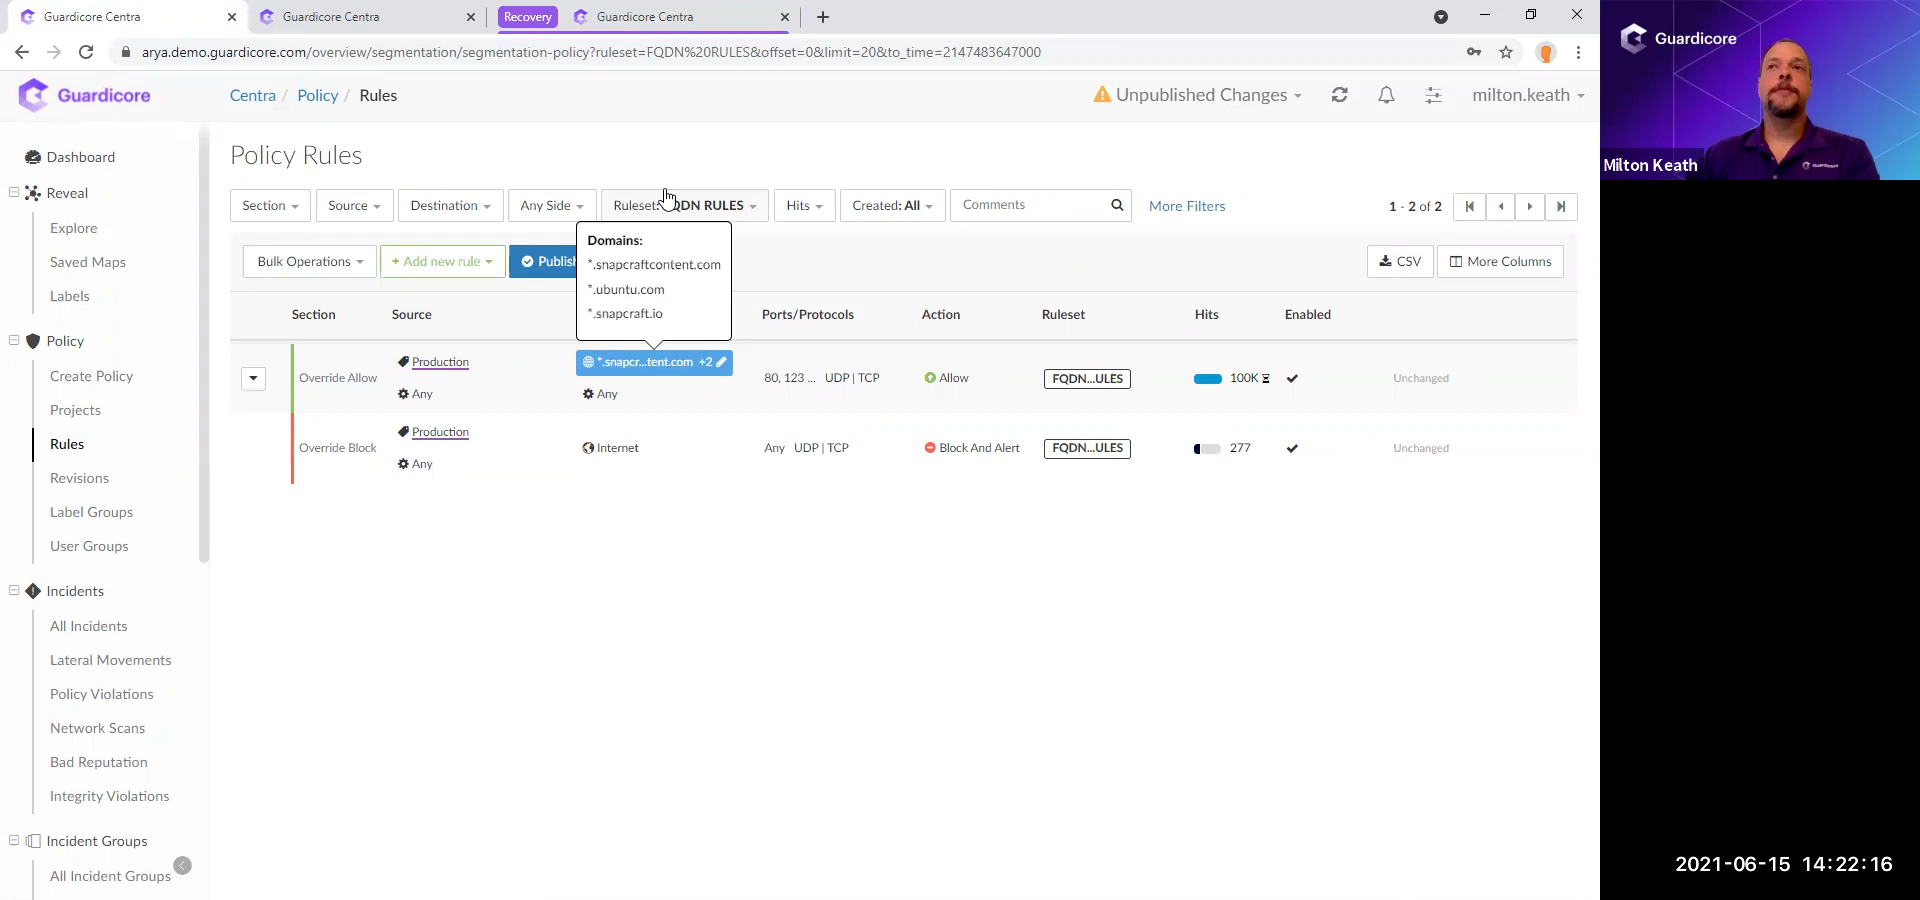 Guardicore Centra
Guardicore Centra
Recovery
Guardicore Centra
arya.demo.guardicore.com/overview/segmentation/segmentation-policy?ruleset=FQDN%20RULES&offset=0&limit=20&to_time=2147483647000
Guardicore
Centra / Policy / Rules
Unpublished Changes
milton.keath
Dashboard
Reveal
Explore
Saved Maps
Labels
Policy
Create Policy
Projects
Rules
Revisions
Label Groups
User Groups
Incidents
All Incidents
Lateral Movements
Policy Violations
Network Scans
Bad Reputation
Integrity Violations
Incident Groups
All Incident Groups
Policy Rules
Section
Source
Destination
Any Side
Ruleset: QDN RULES
Hits
Created: All
Comments
More Filters
1 - 2 of 2
Bulk Operations
+ Add new rule
Publish
CSV
More Columns
Domains:
*.snapcraftcontent.com
*.ubuntu.com
*.snapcraft.io
Section Source Ports/Protocols Action Ruleset Hits Enabled
Override Allow
Production
Any
*.snapcr...tent.com +2
Any
80, 123 ... UDP | TCP
Allow
FQDN...ULES
100K
Unchanged
Override Block
Production
Any
Internet
Any UDP | TCP
Block And Alert
FQDN...ULES
277
Unchanged
Guardicore
Guardicore
Milton Keath
2021-06-15 14:22:16